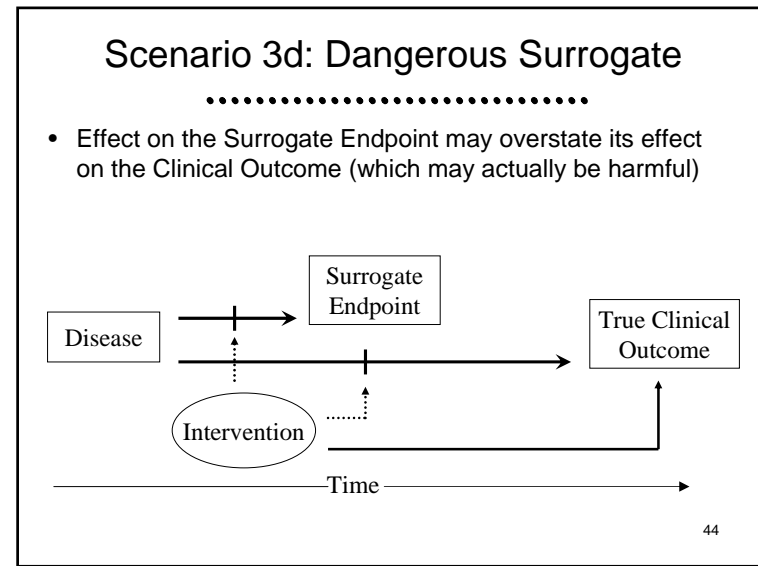 Scenario 3d: Dangerous Surrogate
• Effect on the Surrogate Endpoint may overstate its effect
on the Clinical Outcome (which may actually be harmful)
Surrogate
Endpoint
Disease
True Clinical
Outcome
Intervention
Time
44